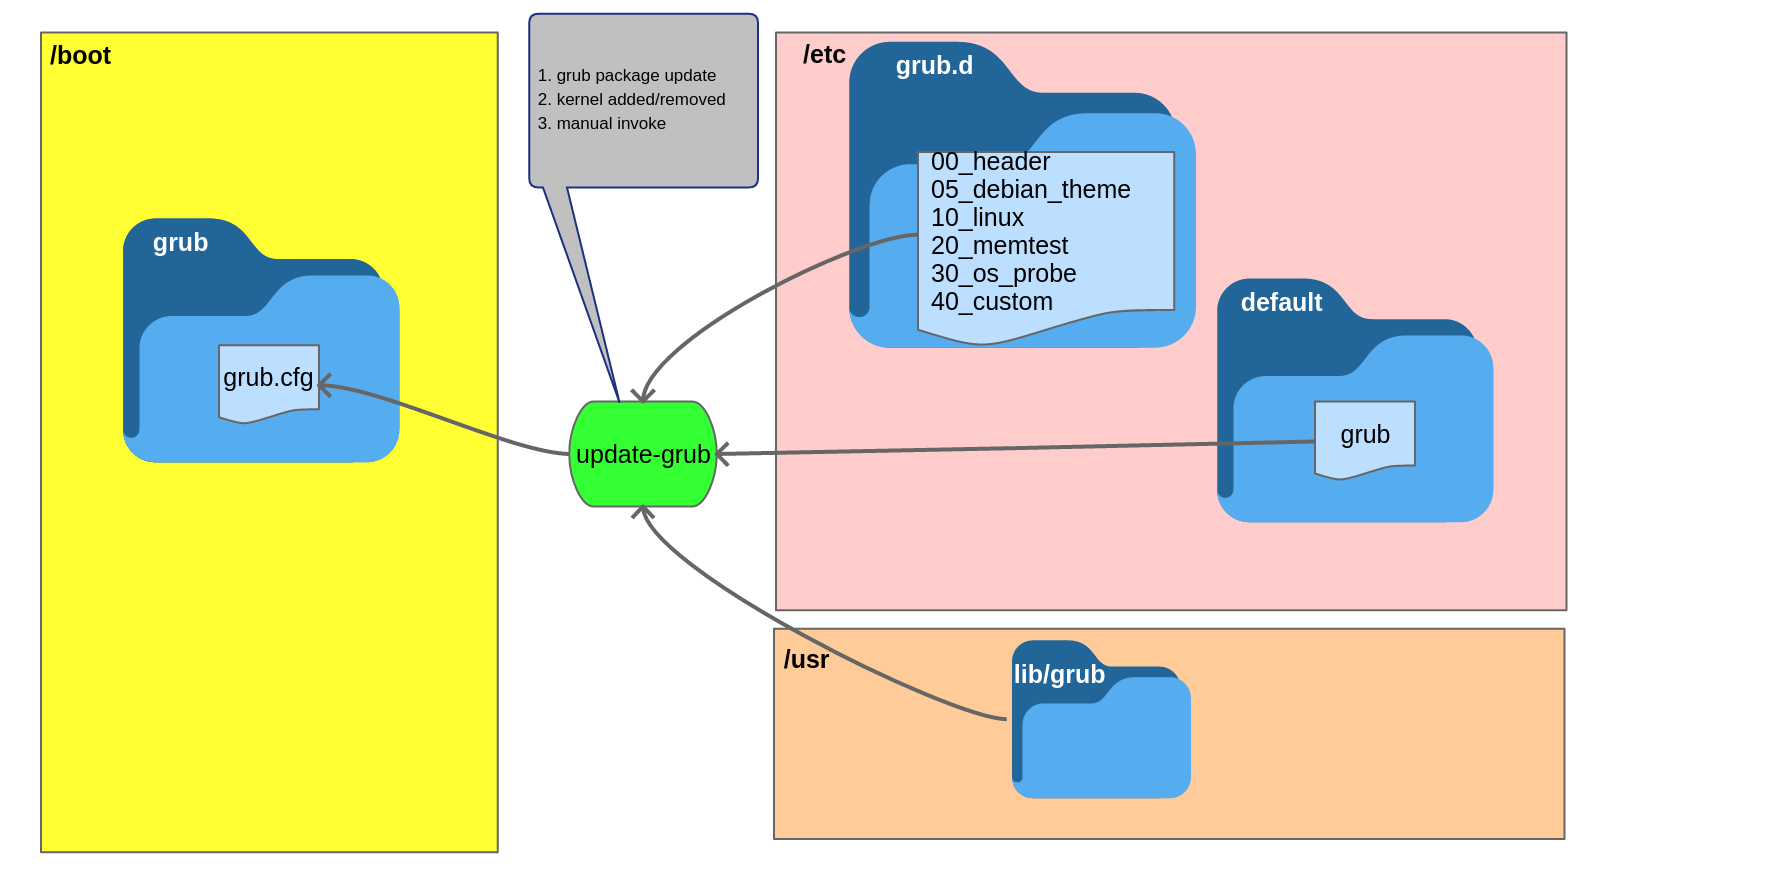 /boot
grub
grub.cfg
1. grub package update
2. kernel added/removed
3. manual invoke
update-grub
/etc
grub.d
00_header
05_debian_theme
10_linux
20_memtest
30_os_probe
40_custom
default
grub
/usr
lib/grub